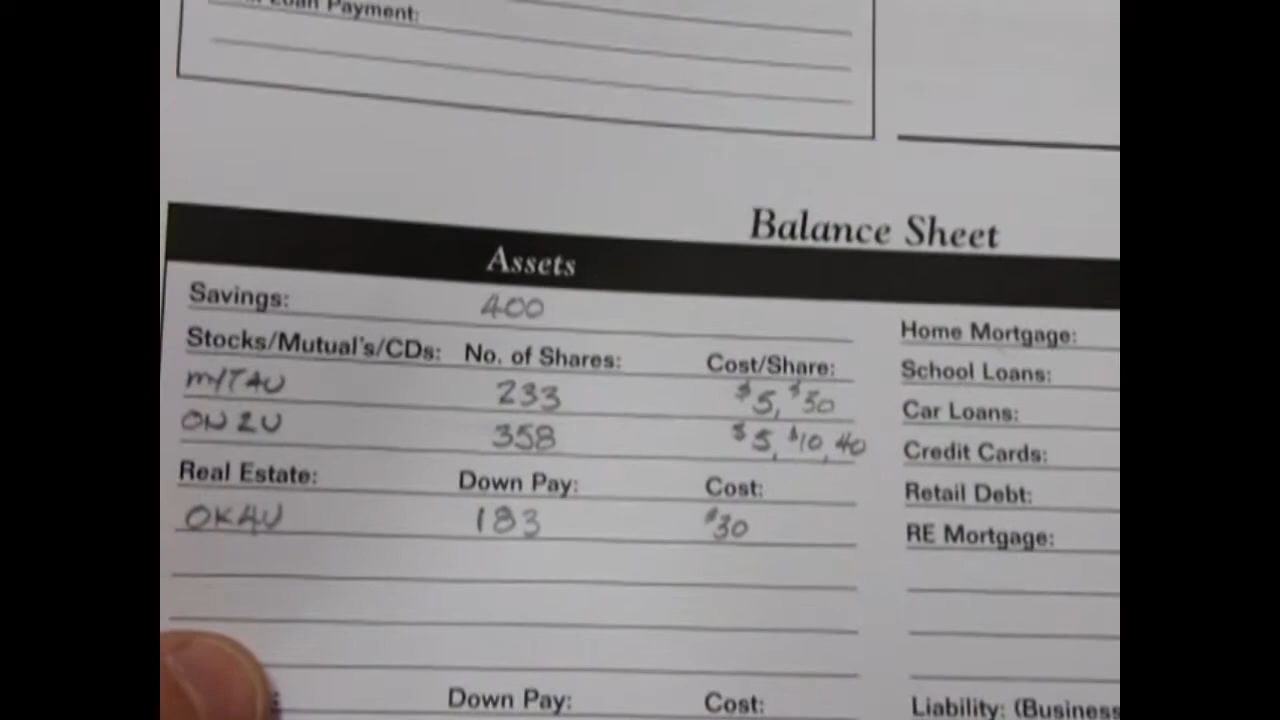 Loan Payment:
Balance Sheet
Assets
Savings: 400
Stocks/Mutual's/CDs: No. of Shares: Cost/Share:
MYT4U 233 $5, $30
ON2U 358 $5, $10, 40
Real Estate: Down Pay: Cost:
OK4U 183 $30
Down Pay: Cost:
Home Mortgage:
School Loans:
Car Loans:
Credit Cards:
Retail Debt:
RE Mortgage:
Liability: (Business